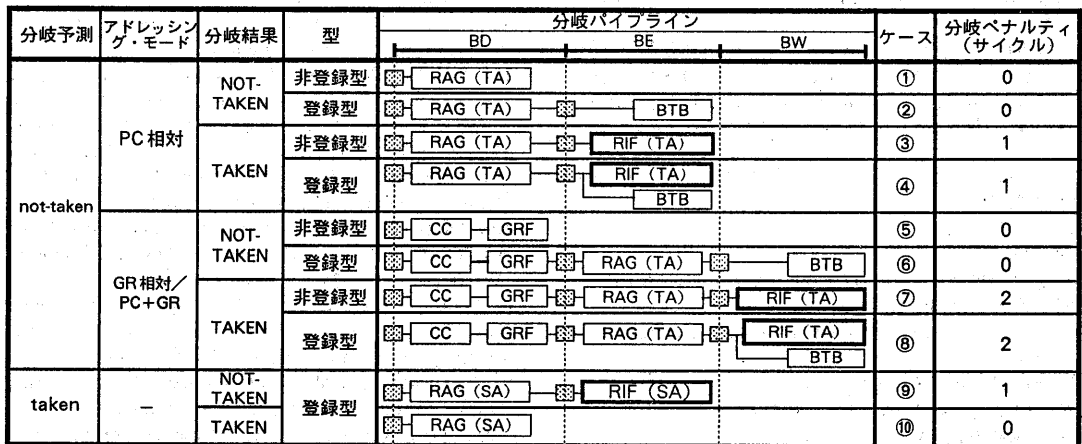 分岐予測 アドレッシング・モード 分岐結果 型 分岐パイプライン ケース 分岐ペナルティ(サイクル)
BD BE BW
not-taken PC相対 NOT-TAKEN 非登録型 RAG (TA) ① 0
登録型 RAG (TA) BTB ② 0
TAKEN 非登録型 RAG (TA) RIF (TA) ③ 1
登録型 RAG (TA) RIF (TA) BTB ④ 1
GR相対/PC+GR NOT-TAKEN 非登録型 CC GRF ⑤ 0
登録型 CC GRF RAG (TA) BTB ⑥ 0
TAKEN 非登録型 CC GRF RAG (TA) RIF (TA) ⑦ 2
登録型 CC GRF RAG (TA) RIF (TA) BTB ⑧ 2
taken − NOT-TAKEN 登録型 RAG (SA) RIF (SA) ⑨ 1
TAKEN RAG (SA) ⑩ 0